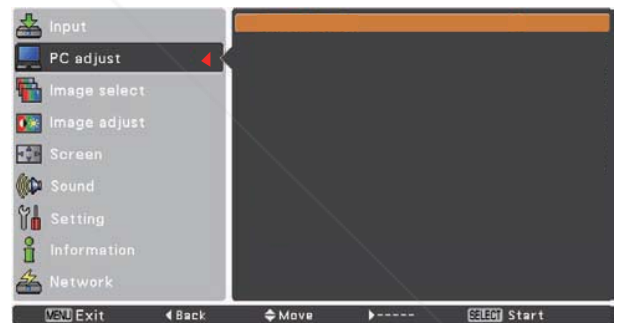 Input
PC adjust
Image select
Image adjust
Screen
Sound
Setting
Information
Network
MENU Exit ◀Back ◆Move ▶----- SELECT Start